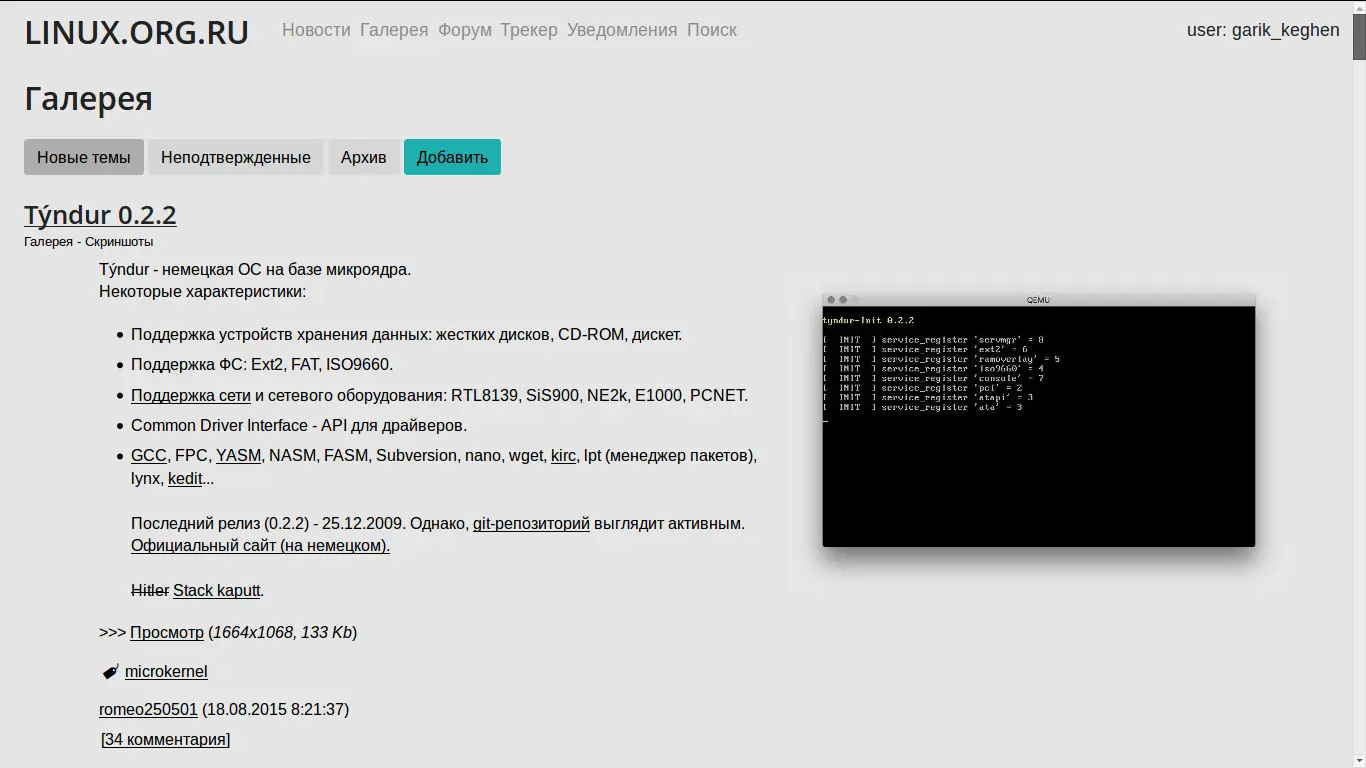 LINUX.ORG.RU Новости Галерея Форум Трекер Уведомления Поиск user: garik_keghen
Галерея
Новые темы Неподтвержденные Архив Добавить
Týndur 0.2.2
Галерея - Скриншоты
Týndur - немецкая ОС на базе микроядра.
Некоторые характеристики:
• Поддержка устройств хранения данных: жестких дисков, CD-ROM, дискет.
• Поддержка ФС: Ext2, FAT, ISO9660.
• Поддержка сети и сетевого оборудования: RTL8139, SiS900, NE2k, E1000, PCNET.
• Common Driver Interface - API для драйверов.
• GCC, FPC, YASM, NASM, FASM, Subversion, nano, wget, kirc, lpt (менеджер пакетов),
lynx, kedit...
Последний релиз (0.2.2) - 25.12.2009. Однако, git-репозиторий выглядит активным.
Официальный сайт (на немецком).
Hitler Stack kaputt.
>>> Просмотр (1664x1068, 133 Kb)
microkernel
romeo250501 (18.08.2015 8:21:37)
[34 комментария]
QEMU
tyndur-Init 0.2.2
[ INIT ] service_register 'servmgr' = 8
[ INIT ] service_register 'ext2' = 6
[ INIT ] service_register 'ramoverlay' = 5
[ INIT ] service_register 'iso9660' = 4
[ INIT ] service_register 'console' = 7
[ INIT ] service_register 'pci' = 2
[ INIT ] service_register 'atapi' = 3
[ INIT ] service_register 'ata' = 3